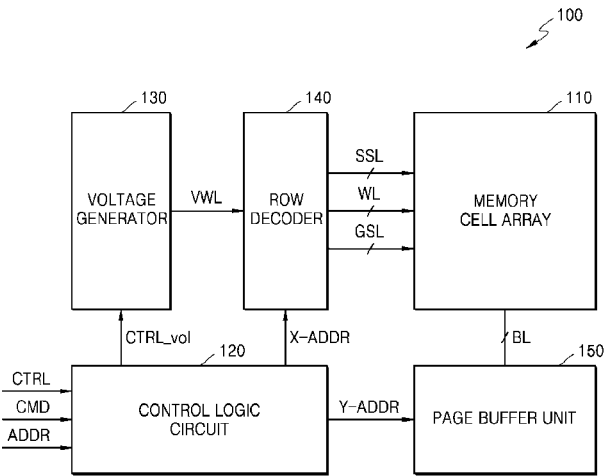 100
130
140
110
VOLTAGE
GENERATOR
VWL
ROW
DECODER
SSL
WL
GSL
MEMORY
CELL ARRAY
CTRL_vol
120
X-ADDR
BL
150
CTRL
CMD
ADDR
CONTROL LOGIC
CIRCUIT
Y-ADDR
PAGE BUFFER UNIT